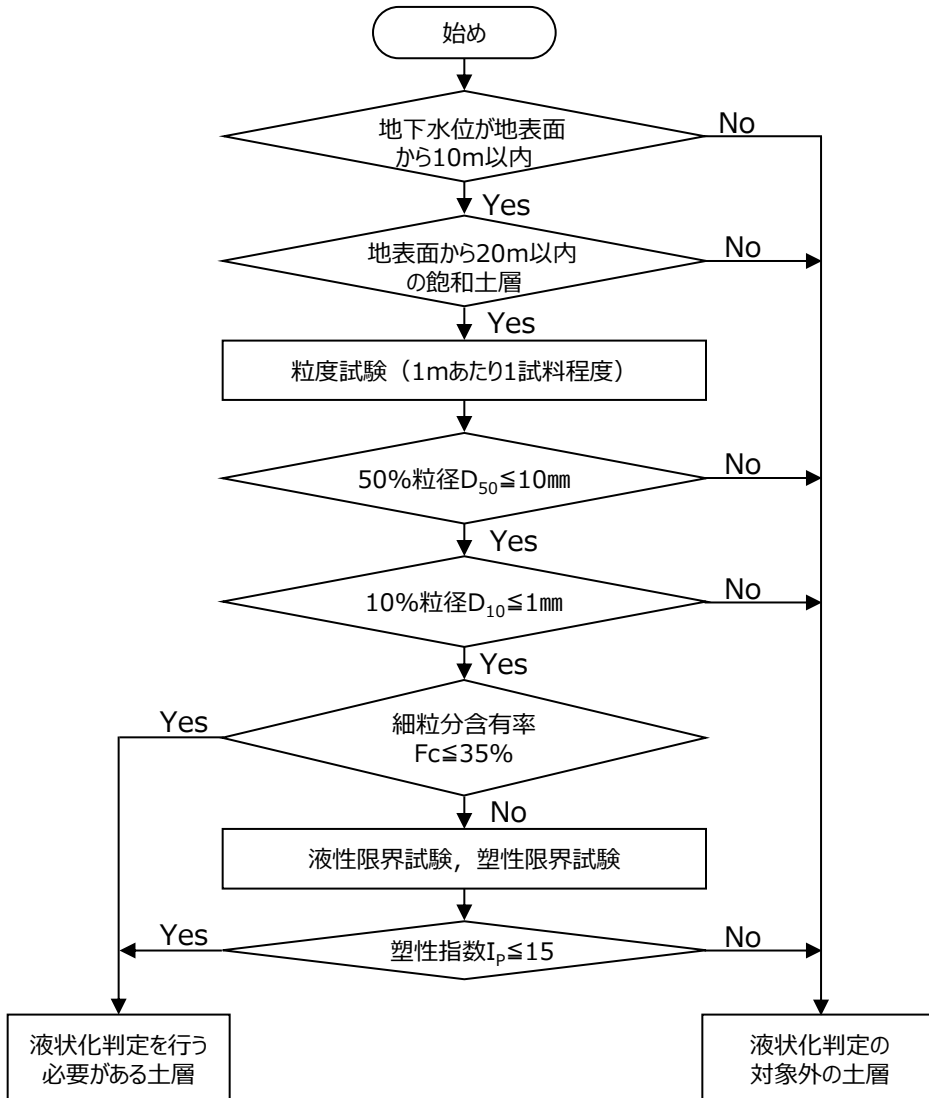 始め
地下水位が地表面
から10m以内
No
Yes
地表面から20m以内
の飽和土層
No
Yes
粒度試験（1mあたり1試料程度）
50%粒径D₅₀≦10㎜
No
Yes
10%粒径D₁₀≦1㎜
No
Yes
Yes
細粒分含有率
Fc≦35%
No
液性限界試験，塑性限界試験
Yes
塑性指数Iₚ≦15
No
液状化判定を行う
必要がある土層
液状化判定の
対象外の土層